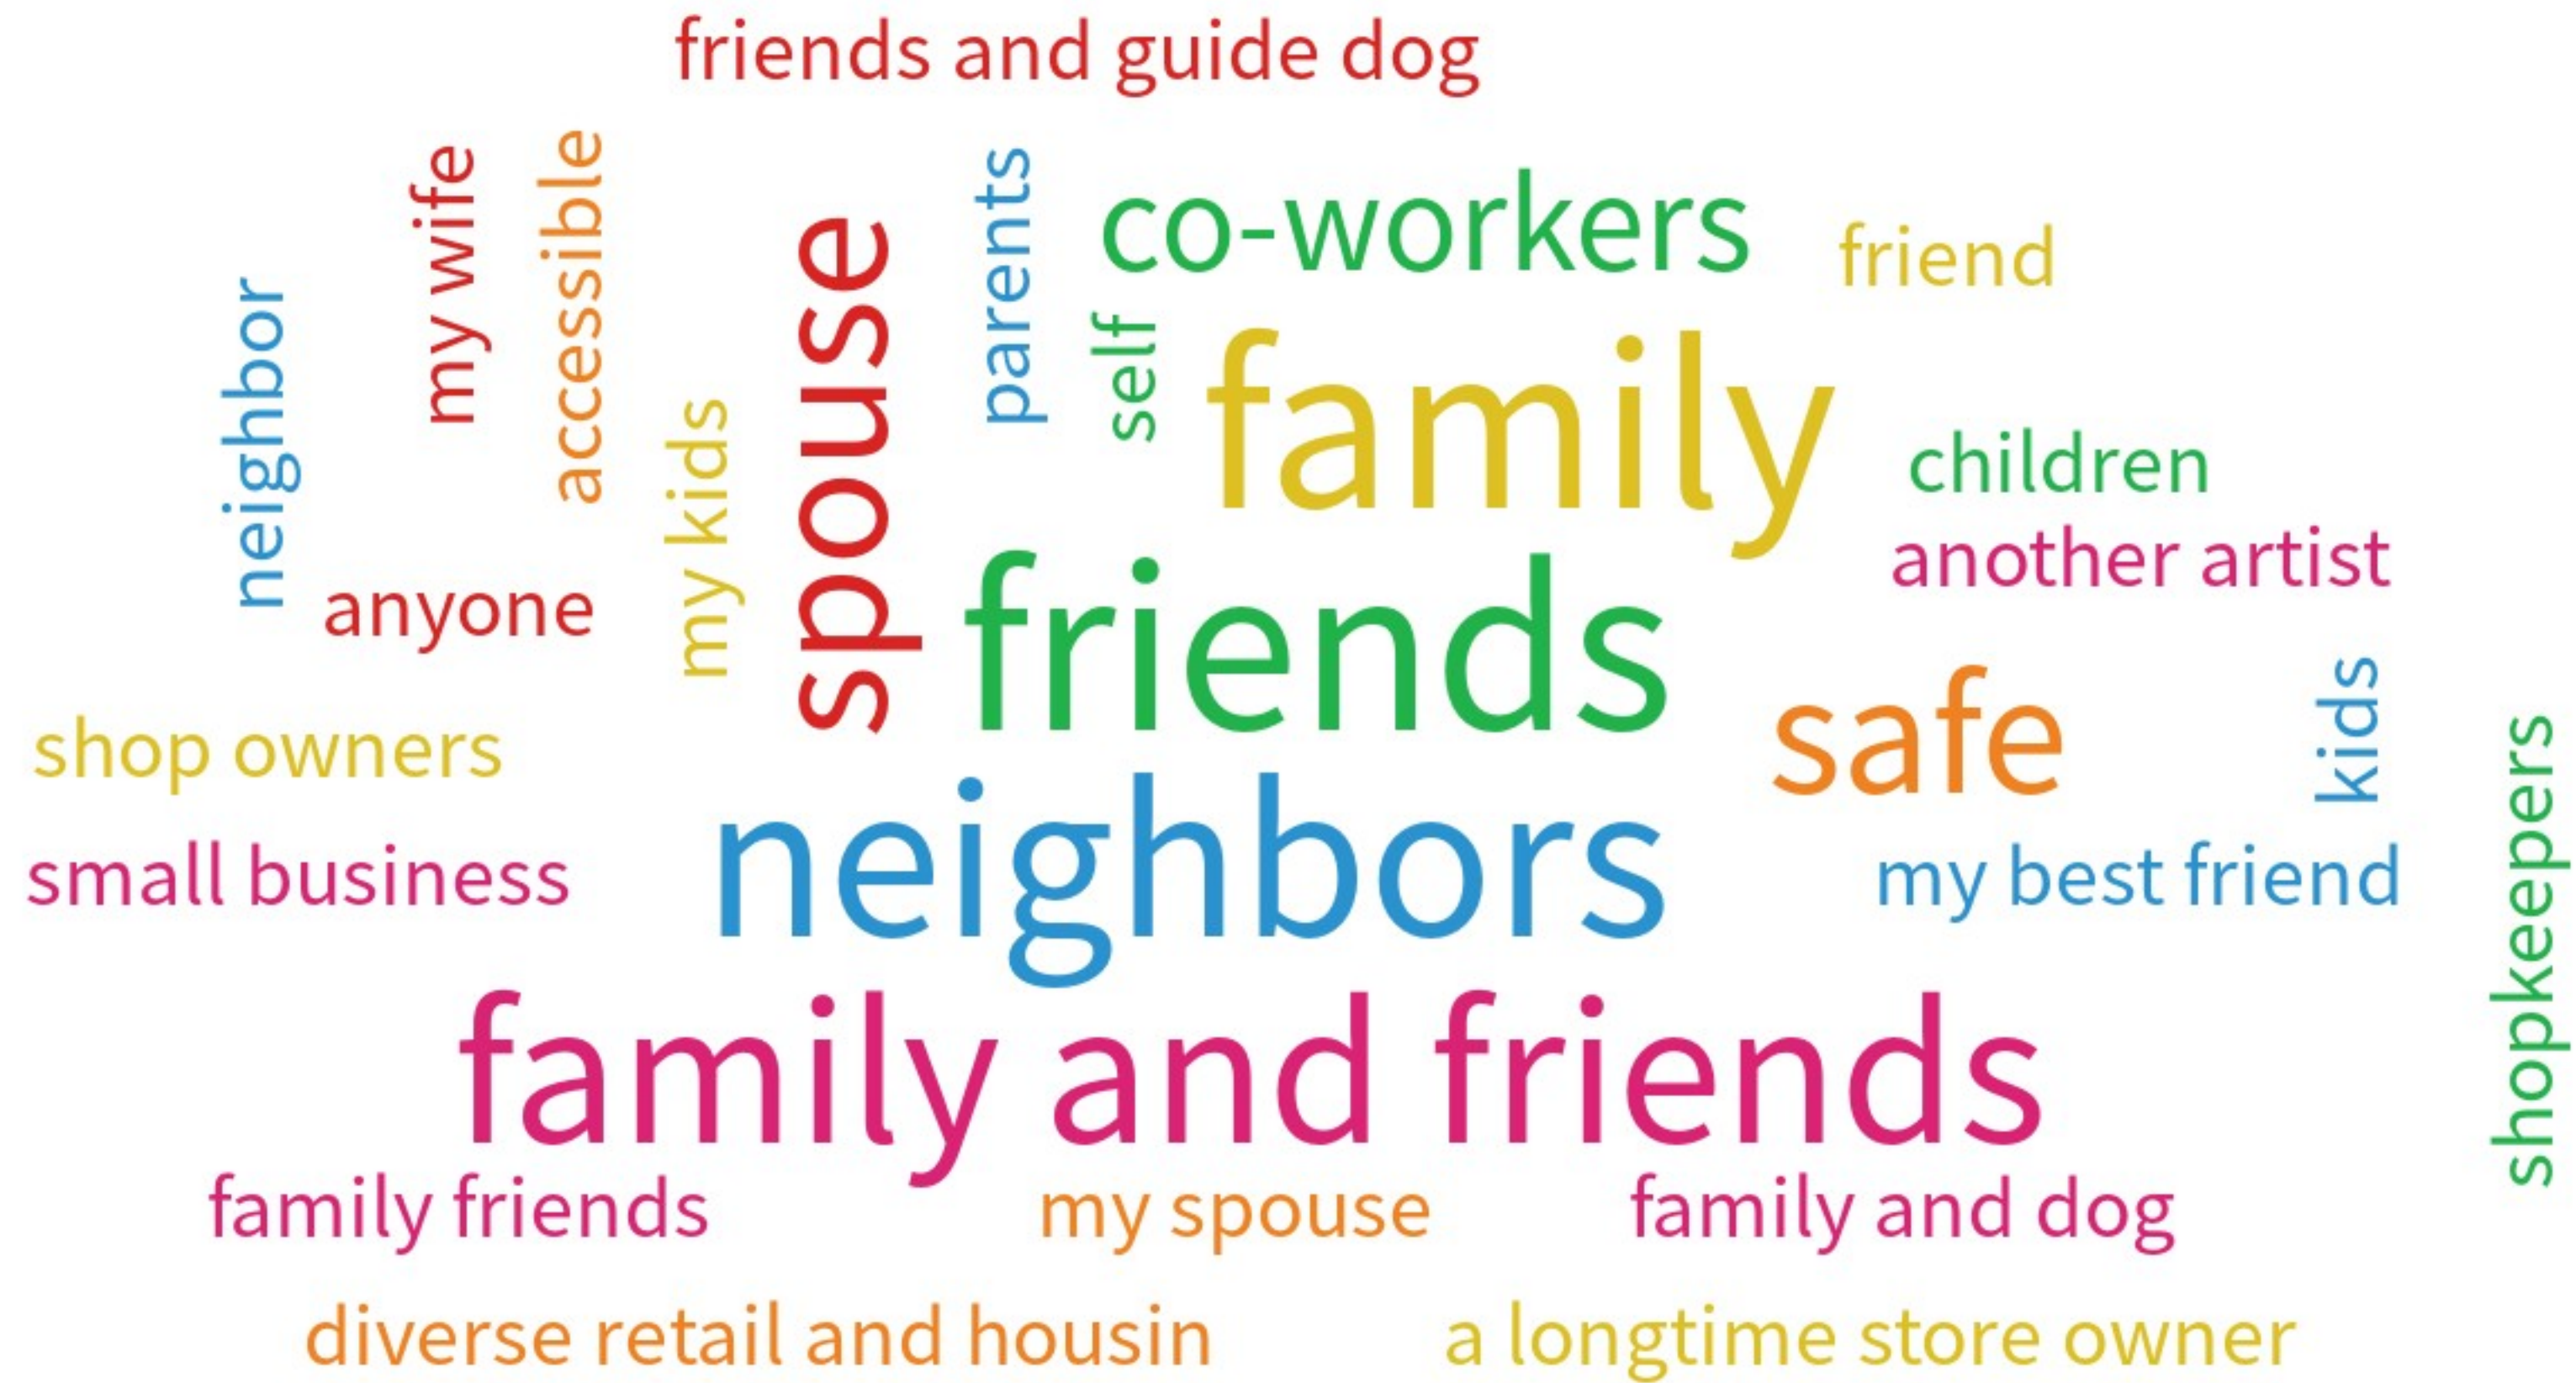 friends and guide dog
my wife
accessible
parents
co-workers
friend
neighbor
spouse
self
family
my kids
children
another artist
anyone
friends
safe
kids
shop owners
neighbors
shopkeepers
small business
my best friend
family and friends
family friends
my spouse
family and dog
diverse retail and housin
a longtime store owner